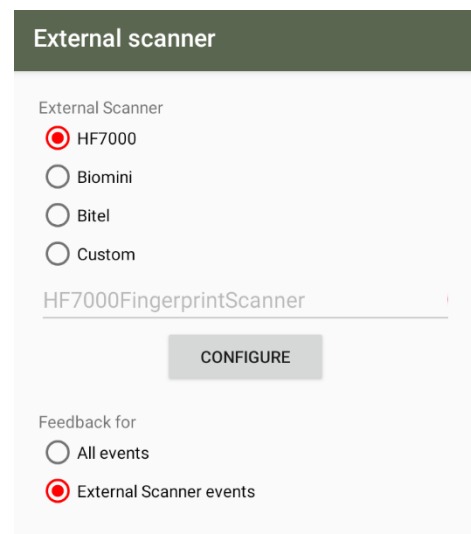 External scanner
External Scanner
HF7000
Biomini
Bitel
Custom
HF7000FingerprintScanner
CONFIGURE
Feedback for
All events
External Scanner events